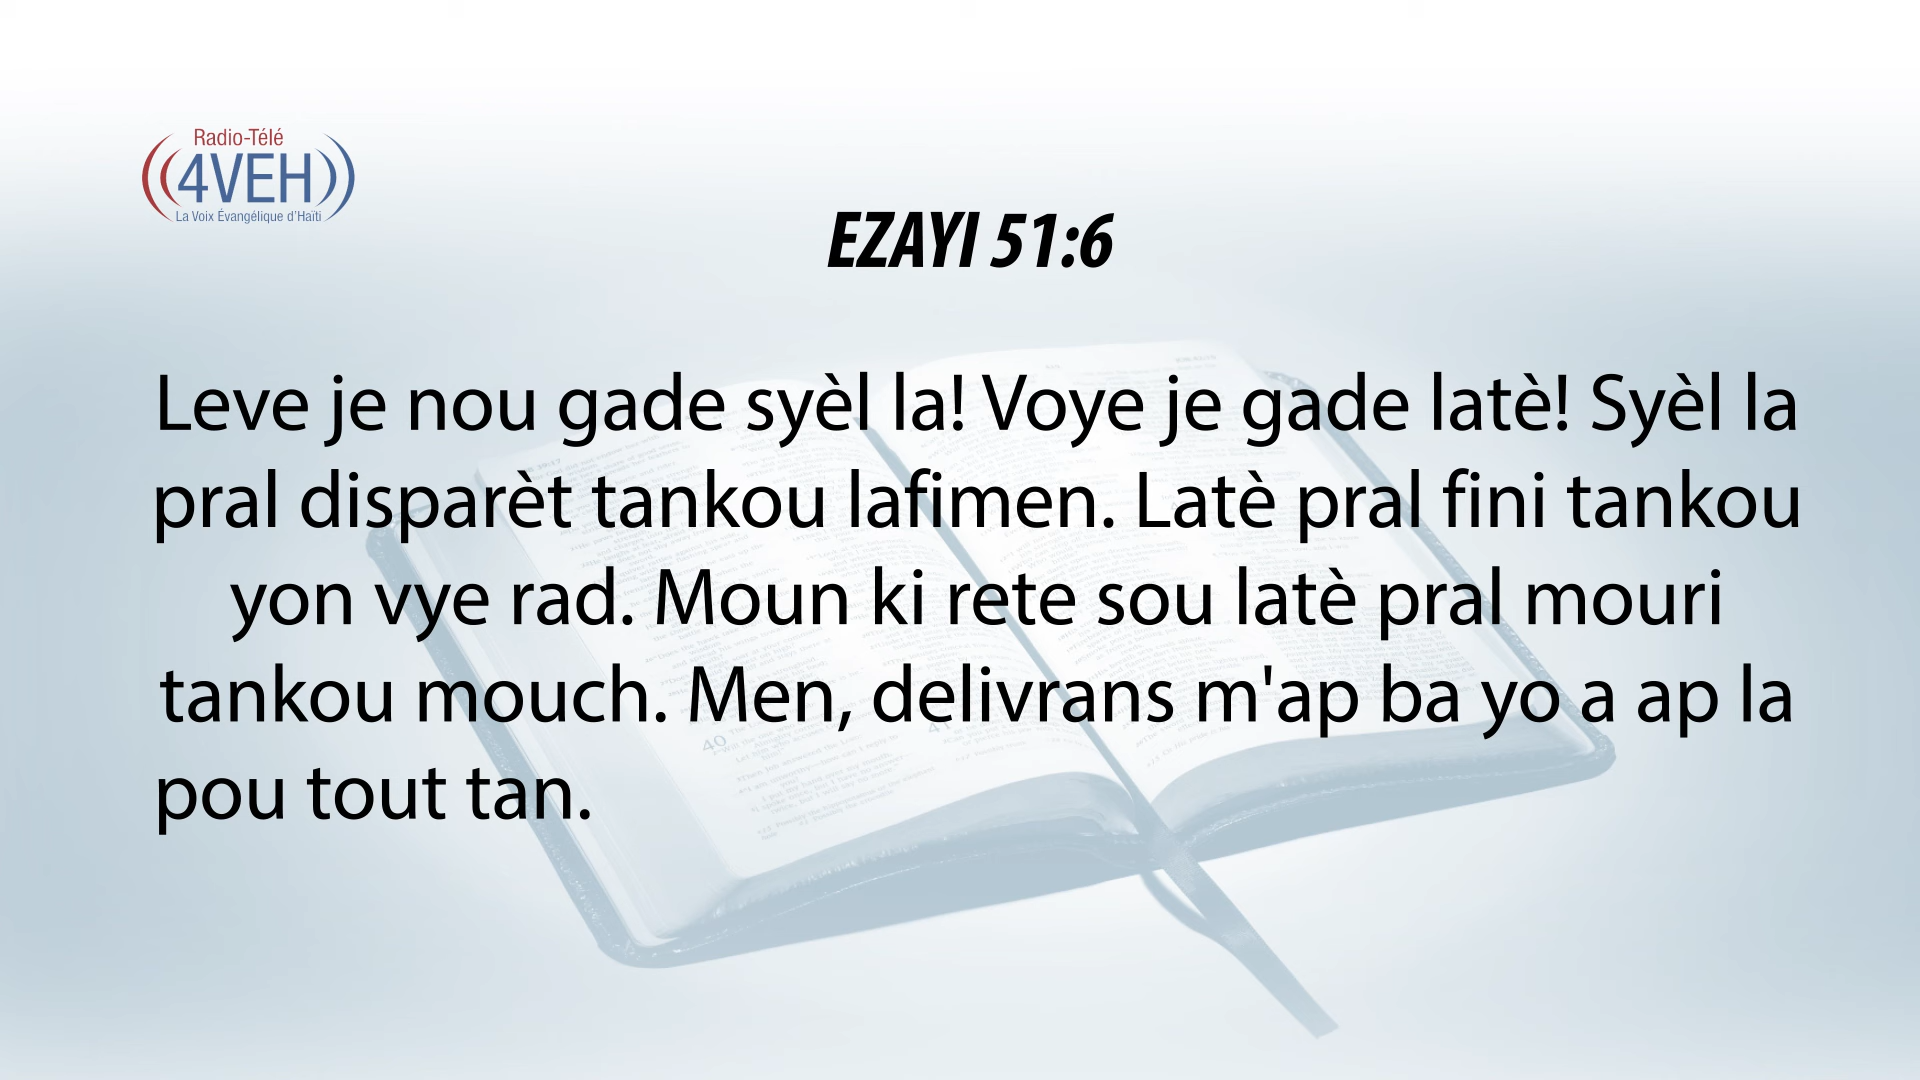 Radio-Télé
4VEH
La Voix Évangélique d'Haïti
EZAYI 51:6
Leve je nou gade syèl la! Voye je gade latè! Syèl la
pral disparèt tankou lafimen. Latè pral fini tankou
yon vye rad. Moun ki rete sou latè pral mouri
tankou mouch. Men, delivrans m'ap ba yo a ap la
pou tout tan.
40